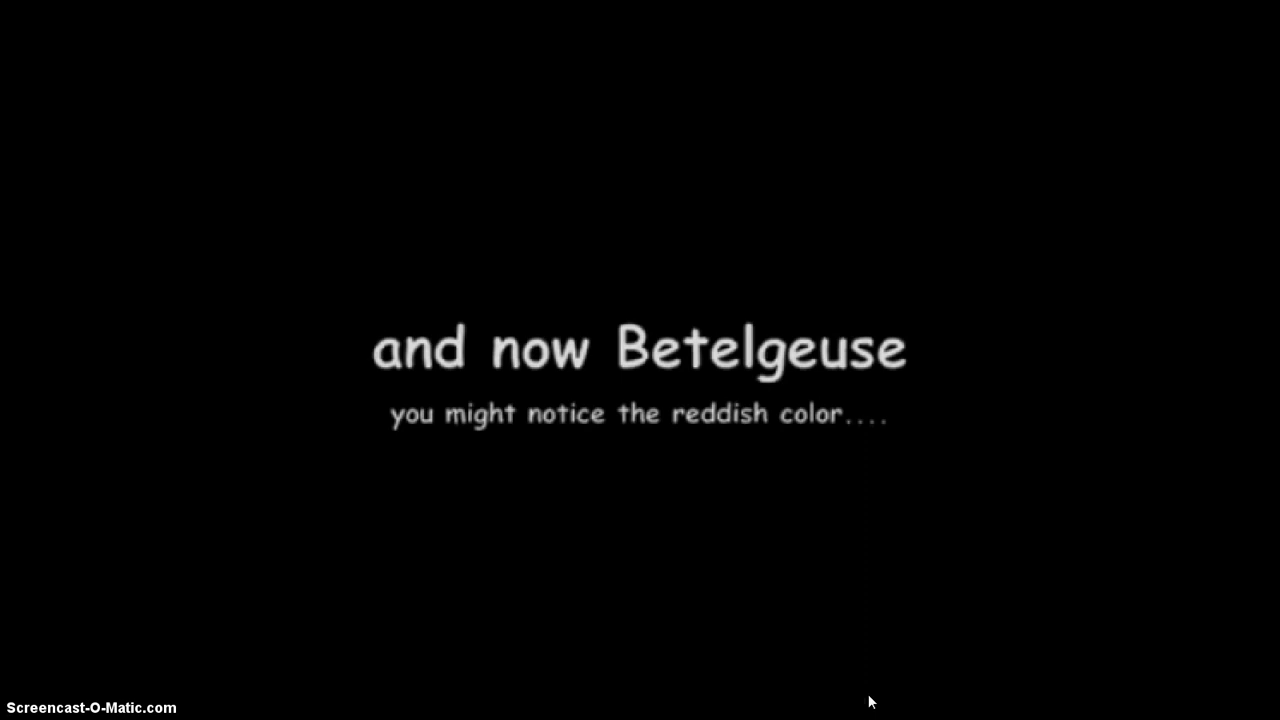 and now Betelgeuse
you might notice the reddish color....
Screencast-O-Matic.com